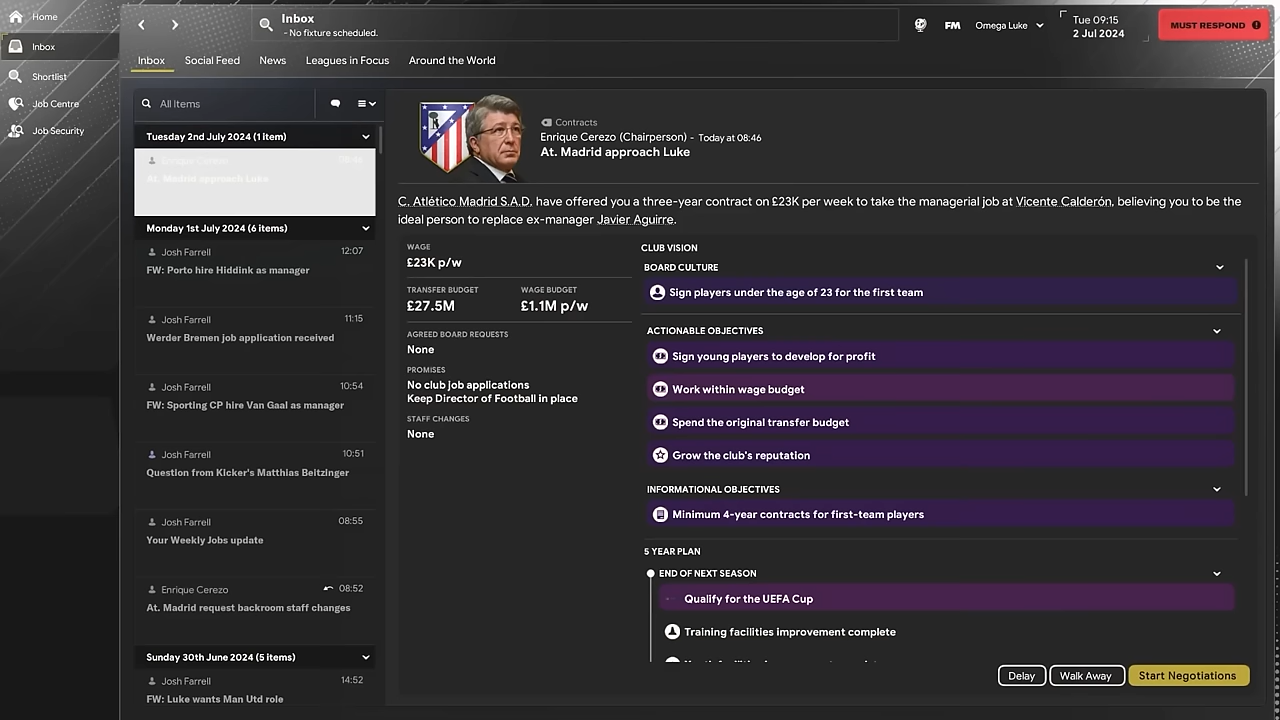 Home
Inbox
Shortlist
Job Centre
Job Security
Inbox
- No fixture scheduled.
FM
Omega Luke
Tue 09:15
2 Jul 2024
MUST RESPOND
Inbox
Social Feed
News
Leagues in Focus
Around the World
All Items
Tuesday 2nd July 2024 (1 item)
Enrique Cerezo
At. Madrid approach Luke
Monday 1st July 2024 (6 items)
Josh Farrell 12:07
FW: Porto hire Hiddink as manager
Josh Farrell 11:15
Werder Bremen job application received
Josh Farrell 10:54
FW: Sporting CP hire Van Gaal as manager
Josh Farrell 10:51
Question from Kicker's Matthias Beitzinger
Josh Farrell 08:55
Your Weekly Jobs update
Enrique Cerezo 08:52
At. Madrid request backroom staff changes
Sunday 30th June 2024 (5 items)
Josh Farrell 14:52
FW: Luke wants Man Utd role
Contracts
Enrique Cerezo (Chairperson) - Today at 08:46
At. Madrid approach Luke
C. Atlético Madrid S.A.D. have offered you a three-year contract on £23K per week to take the managerial job at Vicente Calderón, believing you to be the
ideal person to replace ex-manager Javier Aguirre.
WAGE
£23K p/w
TRANSFER BUDGET WAGE BUDGET
£27.5M £1.1M p/w
AGREED BOARD REQUESTS
None
PROMISES
No club job applications
Keep Director of Football in place
STAFF CHANGES
None
CLUB VISION
BOARD CULTURE
Sign players under the age of 23 for the first team
ACTIONABLE OBJECTIVES
Sign young players to develop for profit
Work within wage budget
Spend the original transfer budget
Grow the club's reputation
INFORMATIONAL OBJECTIVES
Minimum 4-year contracts for first-team players
5 YEAR PLAN
END OF NEXT SEASON
Qualify for the UEFA Cup
Training facilities improvement complete
Delay
Walk Away
Start Negotiations